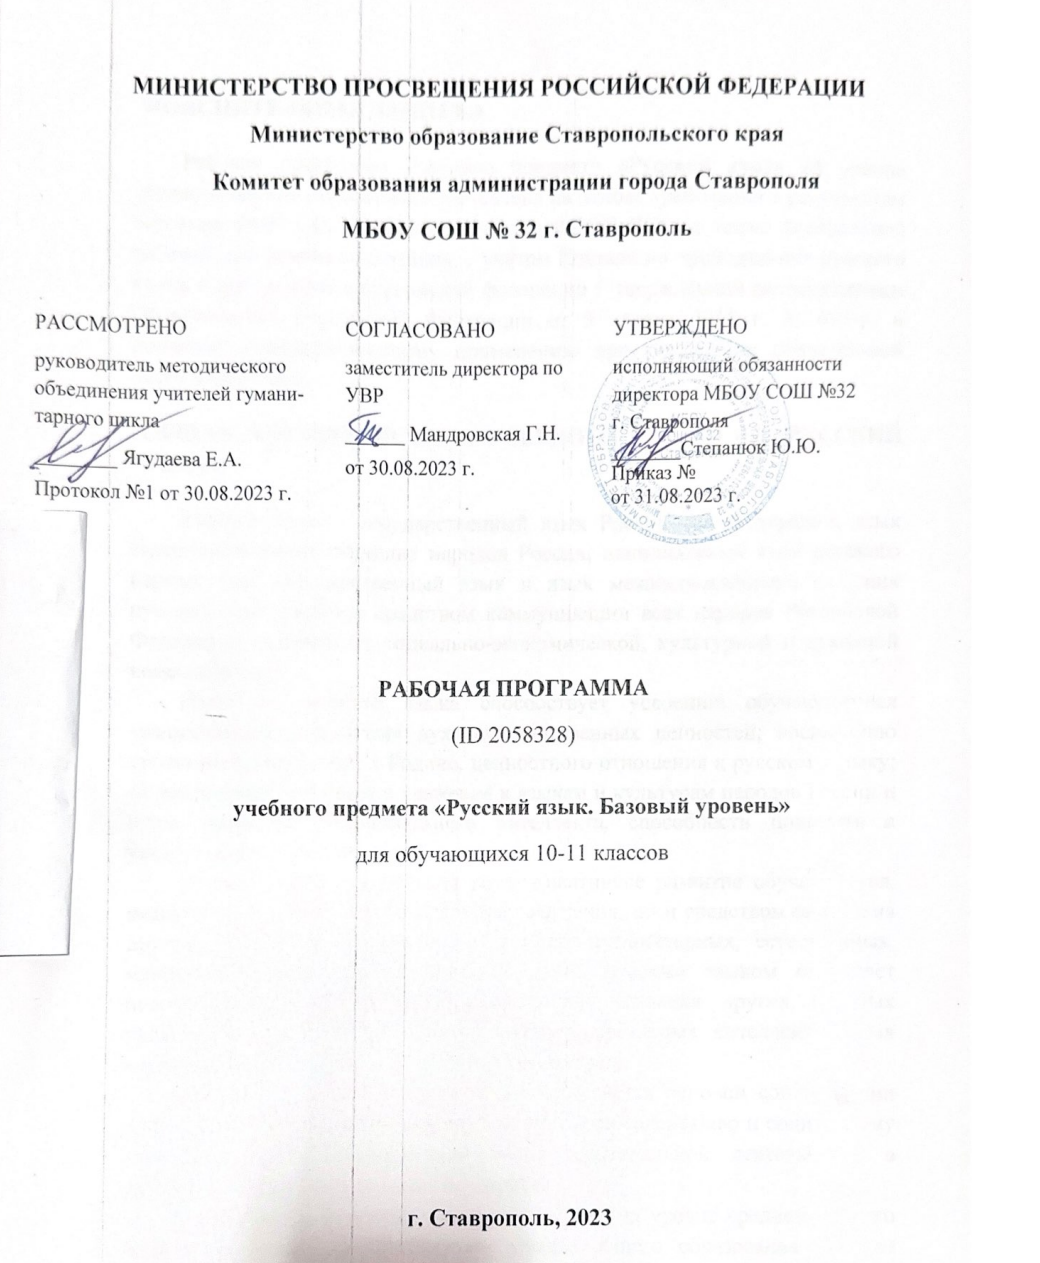 МИНИСТЕРСТВО ПРОСВЕЩЕНИЯ РОССИЙСКОЙ ФЕДЕРАЦИИ
Министерство образование Ставропольского края
Комитет образования администрации города Ставрополя
МБОУ СОШ № 32 г. Ставрополь
РАССМОТРЕНО
руководитель методического
объединения учителей гумани-
тарного цикла
Ягудаева Е.А.
Протокол №1 от 30.08.2023 г.
СОГЛАСОВАНО
заместитель директора по
УВР
Мандровская Г.Н.
от 30.08.2023 г.
УТВЕРЖДЕНО
исполняющий обязанности
директора МБОУ СОШ №32
г. Ставрополя
Степанюк Ю.Ю.
Приказ №
от 31.08.2023 г.
РАБОЧАЯ ПРОГРАММА
(ID 2058328)
учебного предмета «Русский язык. Базовый уровень»
для обучающихся 10-11 классов
г. Ставрополь, 2023